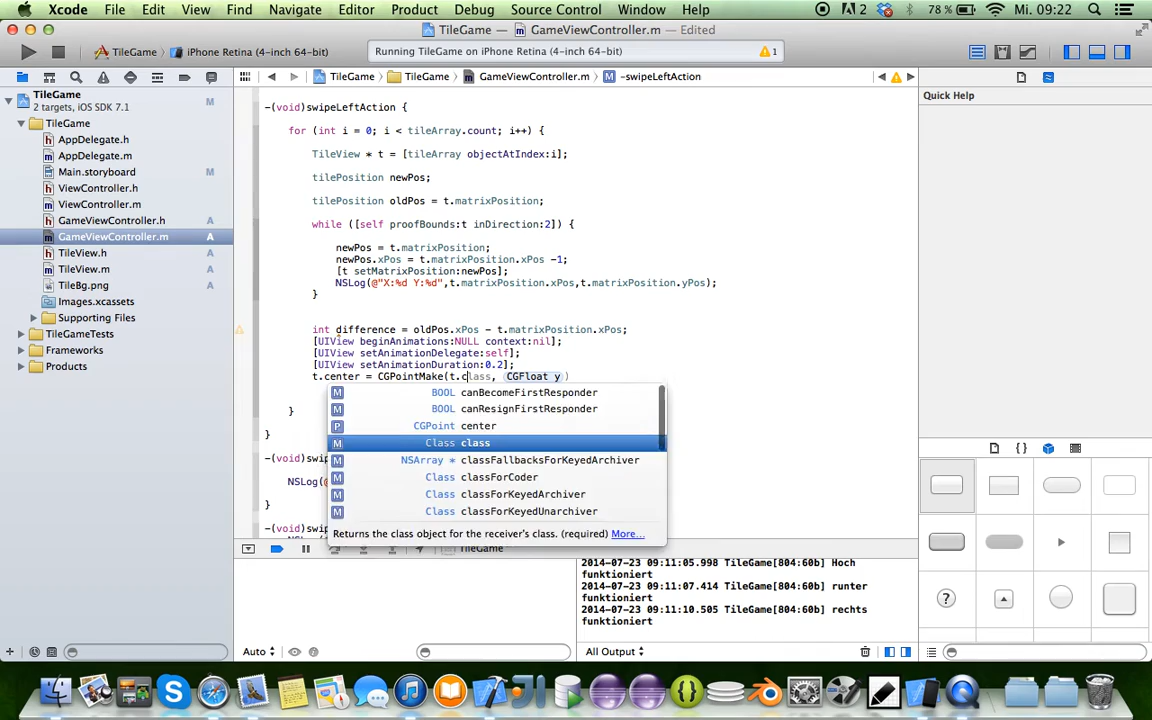 Xcode File Edit View Find Navigate Editor Product Debug Source Control Window Help 2 78 % Mi. 09:22
TileGame — GameViewController.m — Edited
TileGame iPhone Retina (4-inch 64-bit) Running TileGame on iPhone Retina (4-inch 64-bit) 1
TileGame TileGame GameViewController.m -swipeLeftAction
TileGame M
2 targets, iOS SDK 7.1
TileGame
AppDelegate.h
AppDelegate.m
Main.storyboard M
ViewController.h
ViewController.m
GameViewController.h A
GameViewController.m A
TileView.h A
TileView.m A
TileBg.png A
Images.xcassets
Supporting Files
TileGameTests
Frameworks
Products
-(void)swipeLeftAction {
for (int i = 0; i < tileArray.count; i++) {
TileView * t = [tileArray objectAtIndex:i];
tilePosition newPos;
tilePosition oldPos = t.matrixPosition;
while ([self proofBounds:t inDirection:2]) {
newPos = t.matrixPosition;
newPos.xPos = t.matrixPosition.xPos -1;
[t setMatrixPosition:newPos];
NSLog(@"X:%d Y:%d",t.matrixPosition.xPos,t.matrixPosition.yPos);
}
int difference = oldPos.xPos - t.matrixPosition.xPos;
[UIView beginAnimations:NULL context:nil];
[UIView setAnimationDelegate:self];
[UIView setAnimationDuration:0.2];
t.center = CGPointMake(t.class, CGFloat y)
}
}
-(void)swip
NSLog(@
}
-(void)swip
M BOOL canBecomeFirstResponder
M BOOL canResignFirstResponder
P CGPoint center
M Class class
M NSArray * classFallbacksForKeyedArchiver
M Class classForCoder
M Class classForKeyedArchiver
M Class classForKeyedUnarchiver
Returns the class object for the receiver's class. (required) More...
TileGame
2014-07-23 09:11:05.998 TileGame[804:60b] Hoch
funktioniert
2014-07-23 09:11:07.414 TileGame[804:60b] runter
funktioniert
2014-07-23 09:11:10.505 TileGame[804:60b] rechts
funktioniert
Auto All Output
Quick Help